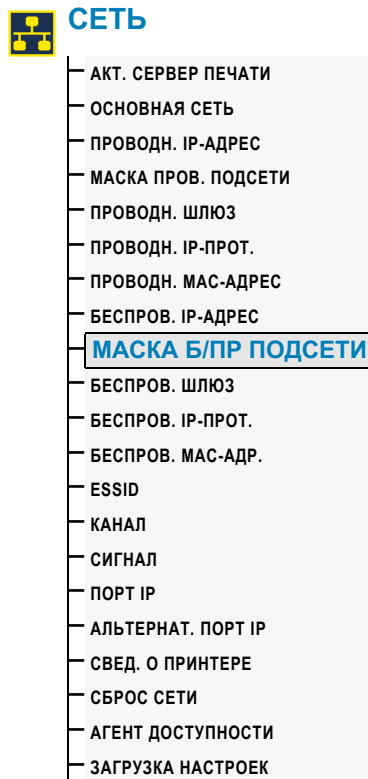 СЕТЬ
АКТ. СЕРВЕР ПЕЧАТИ
ОСНОВНАЯ СЕТЬ
ПРОВОДН. IP-АДРЕС
МАСКА ПРОВ. ПОДСЕТИ
ПРОВОДН. ШЛЮЗ
ПРОВОДН. IP-ПРОТ.
ПРОВОДН. MAC-АДРЕС
БЕСПРОВ. IP-АДРЕС
МАСКА Б/ПР ПОДСЕТИ
БЕСПРОВ. ШЛЮЗ
БЕСПРОВ. IP-ПРОТ.
БЕСПРОВ. MAC-АДР.
ESSID
КАНАЛ
СИГНАЛ
ПОРТ IP
АЛЬТЕРНАТ. ПОРТ IP
СВЕД. О ПРИНТЕРЕ
СБРОС СЕТИ
АГЕНТ ДОСТУПНОСТИ
ЗАГРУЗКА НАСТРОЕК